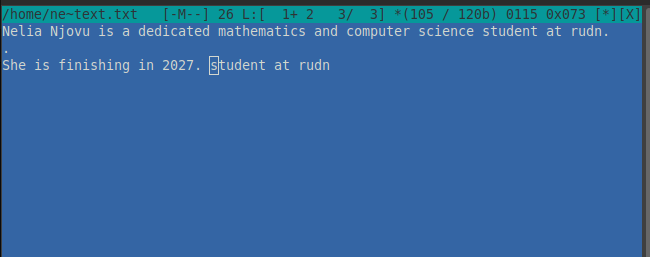 /home/ne~text.txt   [-M--] 26 L:[  1+ 2   3/  3] *(105 / 120b) 0115 0x073 [*][X]
Nelia Njovu is a dedicated mathematics and computer science student at rudn.
.
She is finishing in 2027. student at rudn